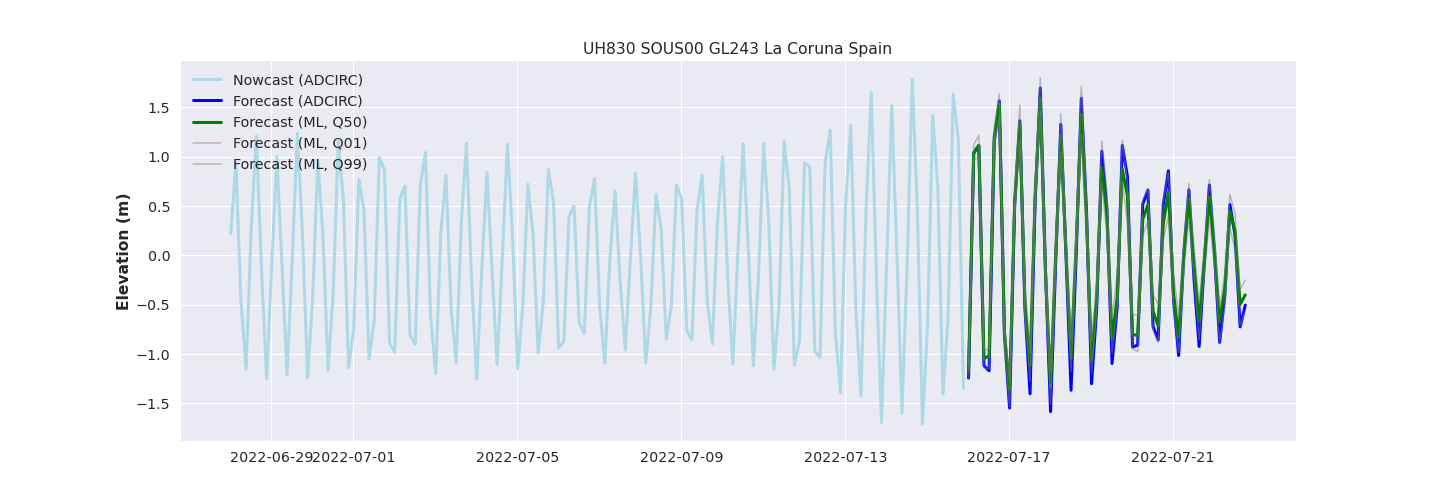 UH830 SOUS00 GL243 La Coruna Spain
Nowcast (ADCIRC)
Forecast (ADCIRC)
Forecast (ML, Q50)
Forecast (ML, Q01)
Forecast (ML, Q99)
Elevation (m)
1.5
1.0
0.5
0.0
−0.5
−1.0
−1.5
2022-06-29 2022-07-01 2022-07-05 2022-07-09 2022-07-13 2022-07-17 2022-07-21